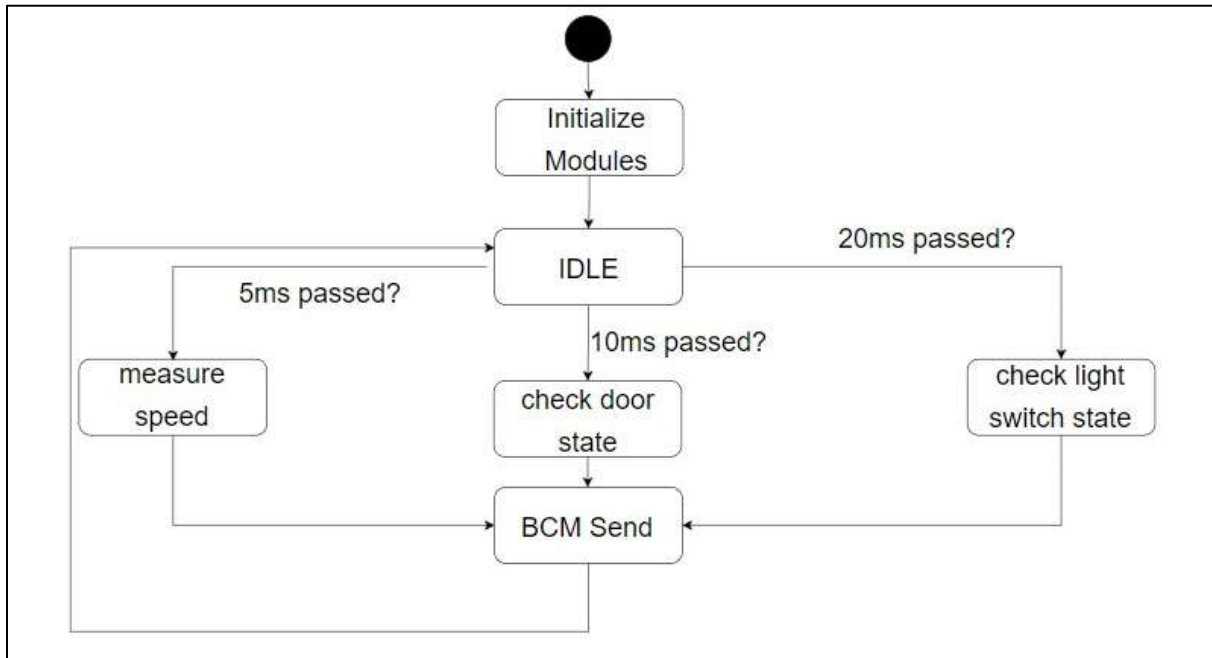 Initialize
Modules
IDLE
20ms passed?
5ms passed?
10ms passed?
measure
speed
check door
state
check light
switch state
BCM Send